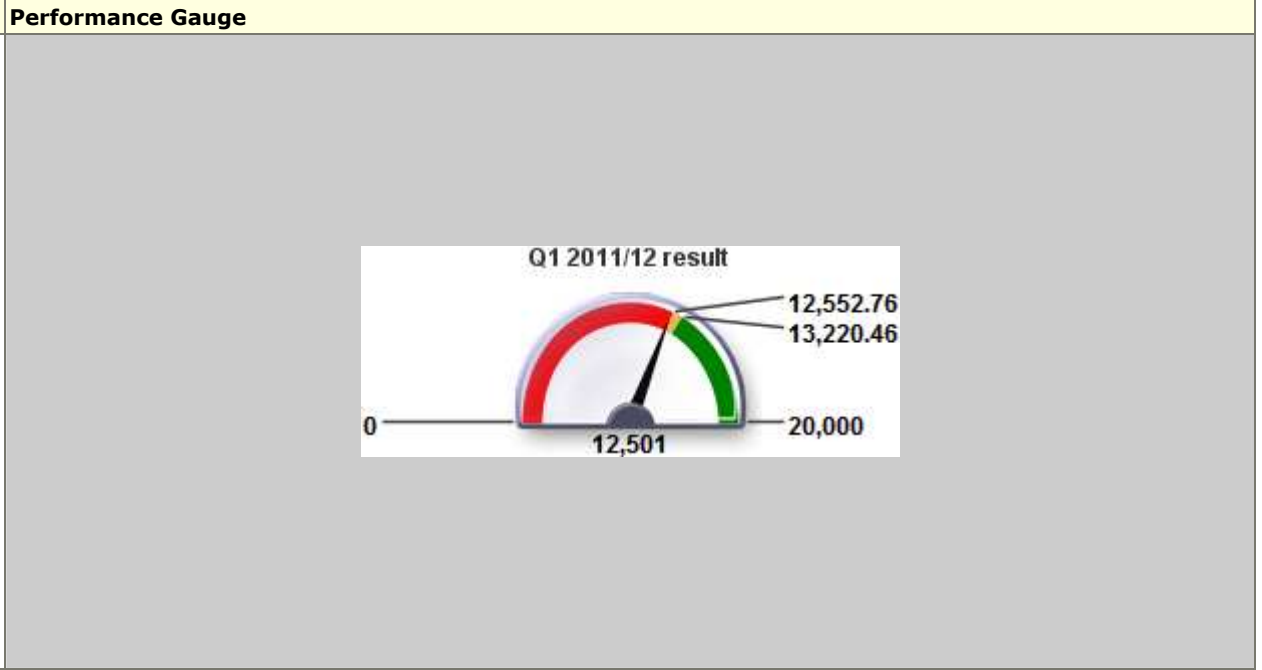 Performance Gauge
Q1 2011/12 result
12,552.76
13,220.46
0
20,000
12,501